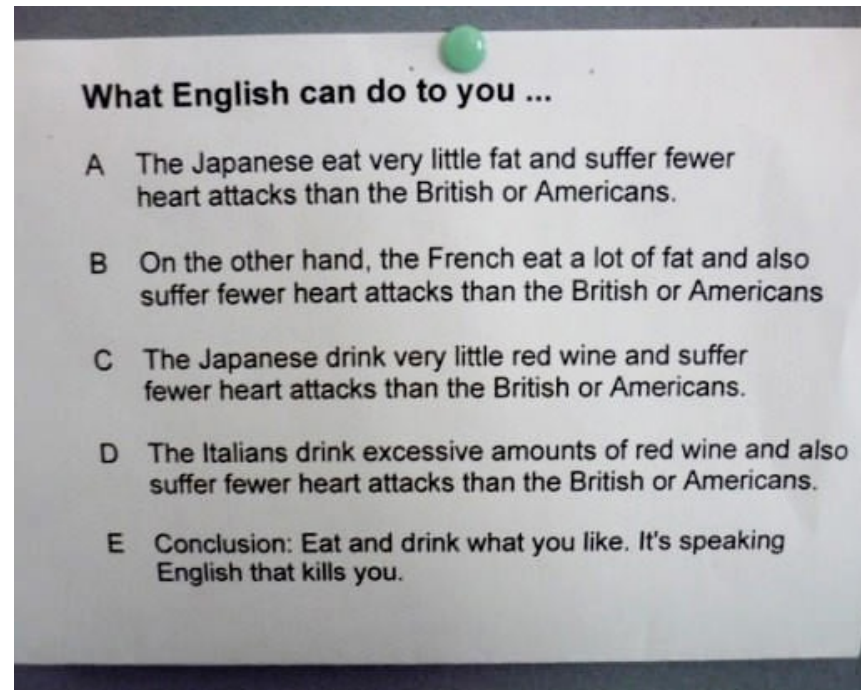 What English can do to you ...
A The Japanese eat very little fat and suffer fewer
heart attacks than the British or Americans.
B On the other hand, the French eat a lot of fat and also
suffer fewer heart attacks than the British or Americans
C The Japanese drink very little red wine and suffer
fewer heart attacks than the British or Americans.
D The Italians drink excessive amounts of red wine and also
suffer fewer heart attacks than the British or Americans.
E Conclusion: Eat and drink what you like. It's speaking
English that kills you.